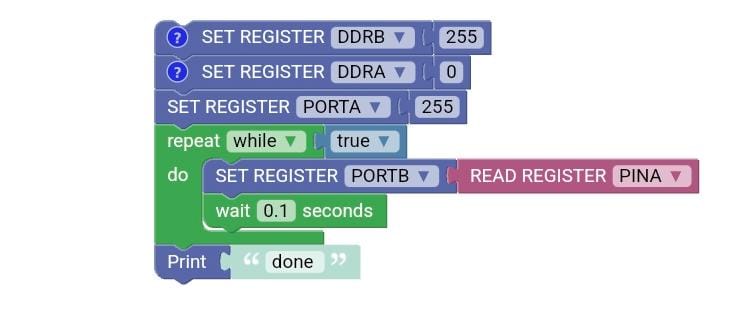 ? SET REGISTER DDRB ▼ 255
? SET REGISTER DDRA ▼ 0
SET REGISTER PORTA ▼ 255
repeat while ▼ true ▼
do SET REGISTER PORTB ▼ READ REGISTER PINA ▼
wait 0.1 seconds
Print “ done ”